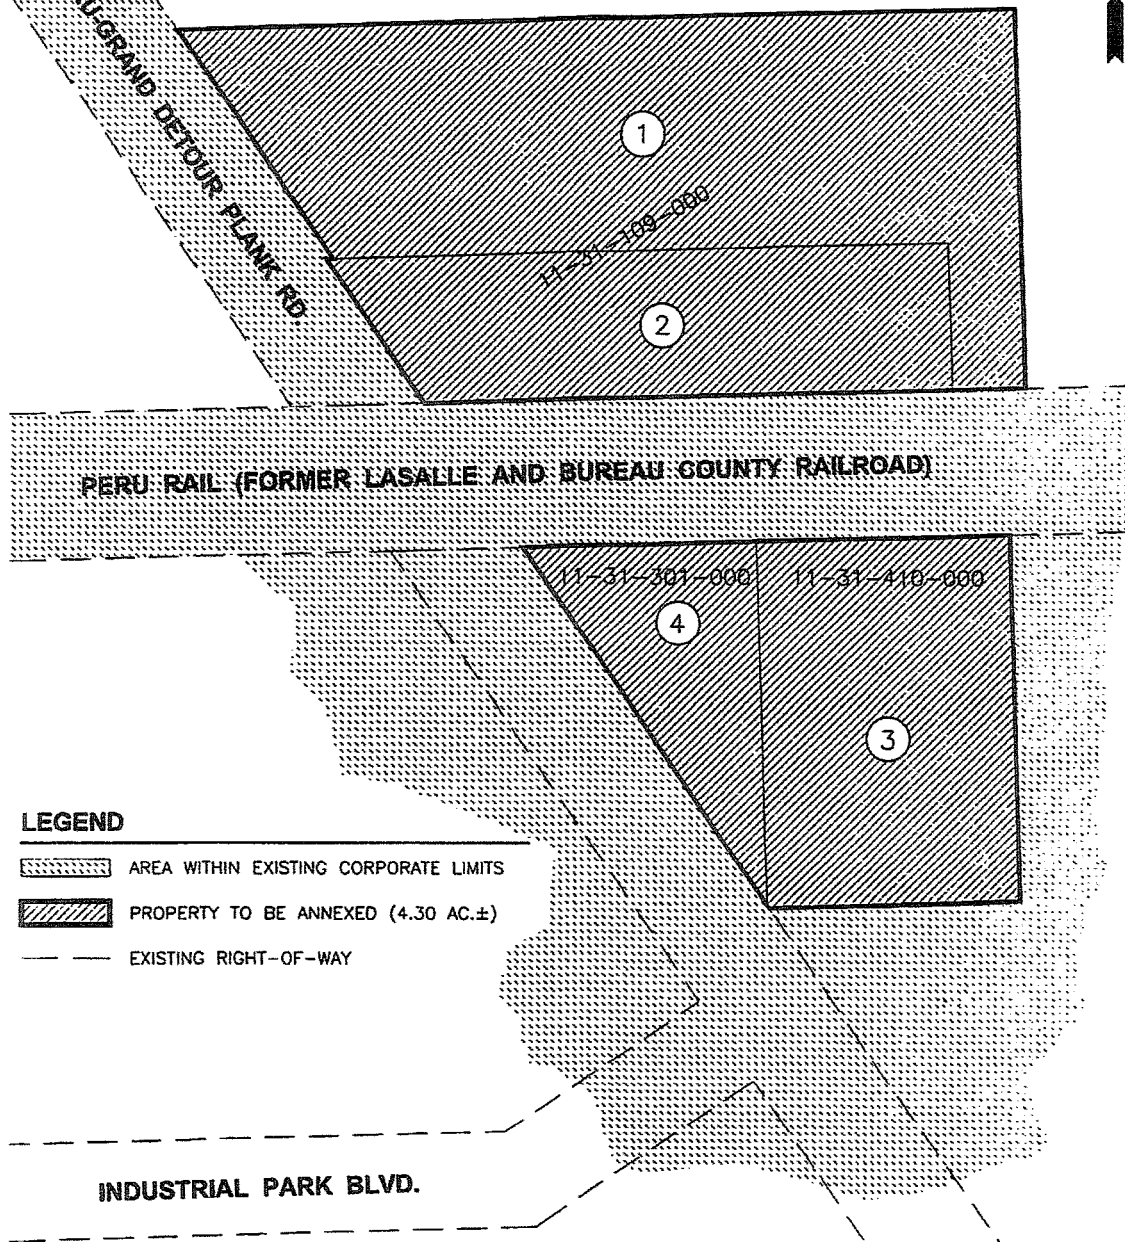 U-GRAND DETOUR PLANK RD.
1
11-31-109-000
2
PERU RAIL (FORMER LASALLE AND BUREAU COUNTY RAILROAD)
11-31-301-000
11-31-410-000
4
3
LEGEND
AREA WITHIN EXISTING CORPORATE LIMITS
PROPERTY TO BE ANNEXED (4.30 AC.±)
EXISTING RIGHT-OF-WAY
INDUSTRIAL PARK BLVD.